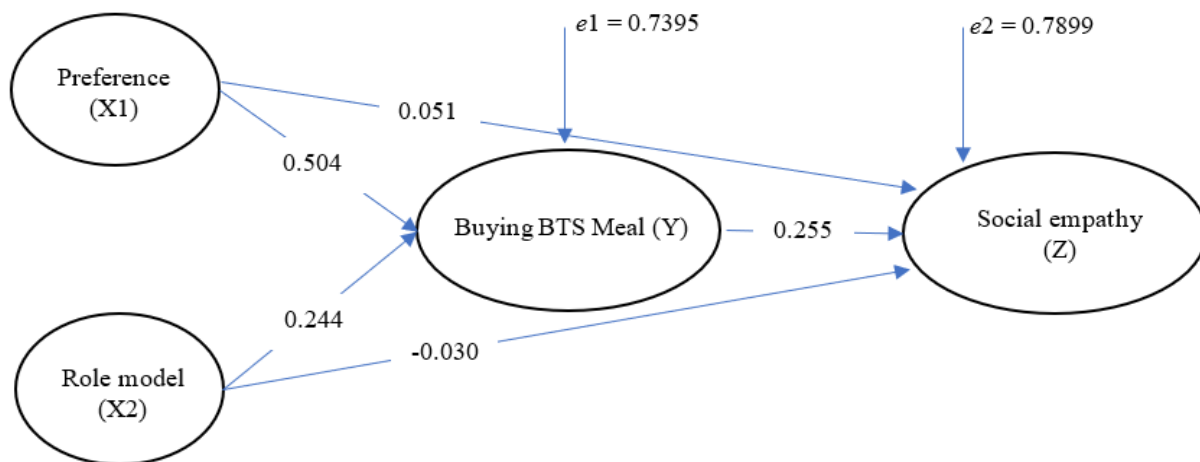 e1 = 0.7395
e2 = 0.7899
Preference
(X1)
0.051
0.504
Buying BTS Meal (Y)
0.255
Social empathy
(Z)
0.244
-0.030
Role model
(X2)